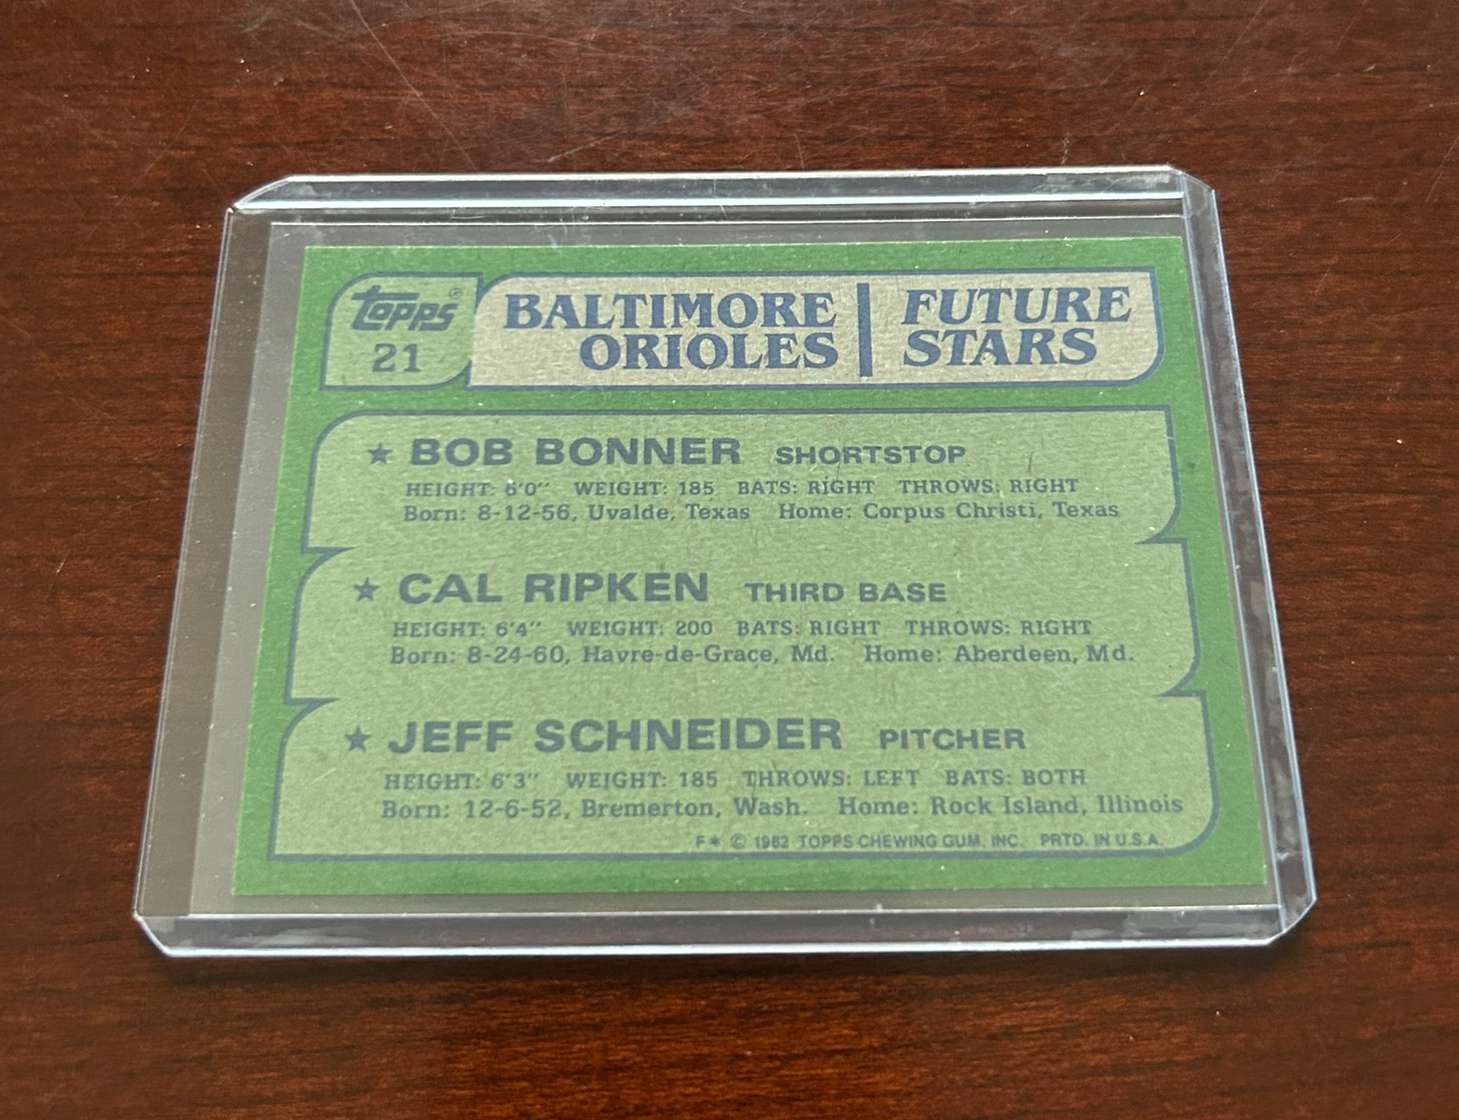 topps®
21
BALTIMORE ORIOLES
FUTURE STARS
★ BOB BONNER SHORTSTOP
HEIGHT: 6'0" WEIGHT: 185 BATS: RIGHT THROWS: RIGHT
Born: 8-12-56, Uvalde, Texas Home: Corpus Christi, Texas
★ CAL RIPKEN THIRD BASE
HEIGHT: 6'4" WEIGHT: 200 BATS: RIGHT THROWS: RIGHT
Born: 8-24-60, Havre-de-Grace, Md. Home: Aberdeen, Md.
★ JEFF SCHNEIDER PITCHER
HEIGHT: 6'3" WEIGHT: 185 THROWS: LEFT BATS: BOTH
Born: 12-6-52, Bremerton, Wash. Home: Rock Island, Illinois
F* © 1982 TOPPS CHEWING GUM, INC. PRTD. IN U.S.A.